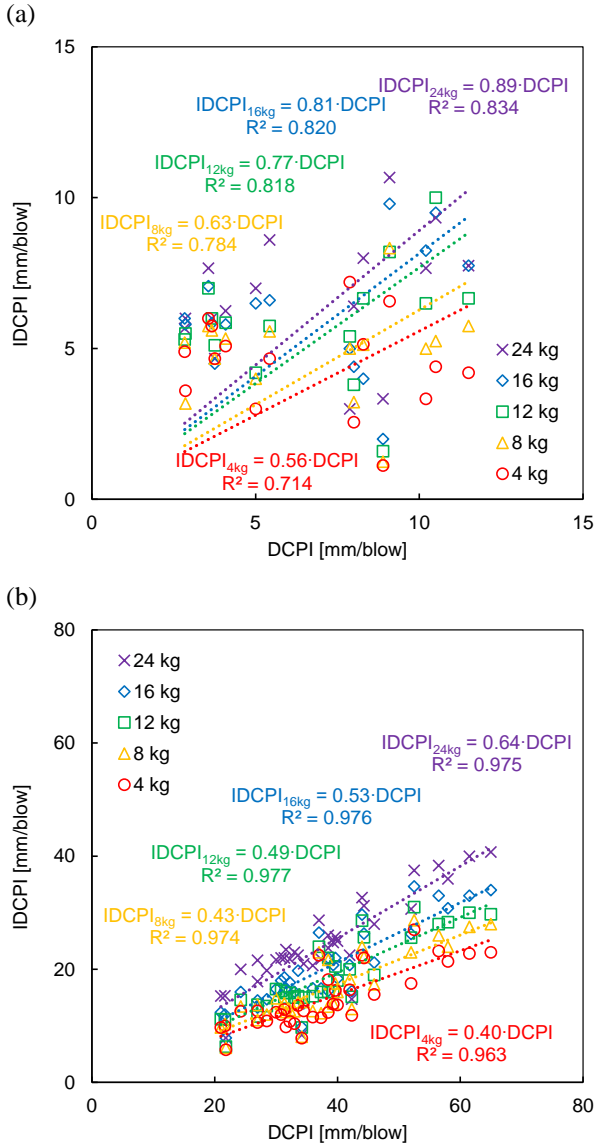 (a)
15
10
5
0
IDCPI [mm/blow]
IDCPI24kg = 0.89·DCPI
R² = 0.834
IDCPI16kg = 0.81·DCPI
R² = 0.820
IDCPI12kg = 0.77·DCPI
R² = 0.818
IDCPI8kg = 0.63·DCPI
R² = 0.784
IDCPI4kg = 0.56·DCPI
R² = 0.714
24 kg
16 kg
12 kg
8 kg
4 kg
0 5 10 15
DCPI [mm/blow]
(b)
80
60
40
20
0
IDCPI [mm/blow]
24 kg
16 kg
12 kg
8 kg
4 kg
IDCPI24kg = 0.64·DCPI
R² = 0.975
IDCPI16kg = 0.53·DCPI
R² = 0.976
IDCPI12kg = 0.49·DCPI
R² = 0.977
IDCPI8kg = 0.43·DCPI
R² = 0.974
IDCPI4kg = 0.40·DCPI
R² = 0.963
0 20 40 60 80
DCPI [mm/blow]